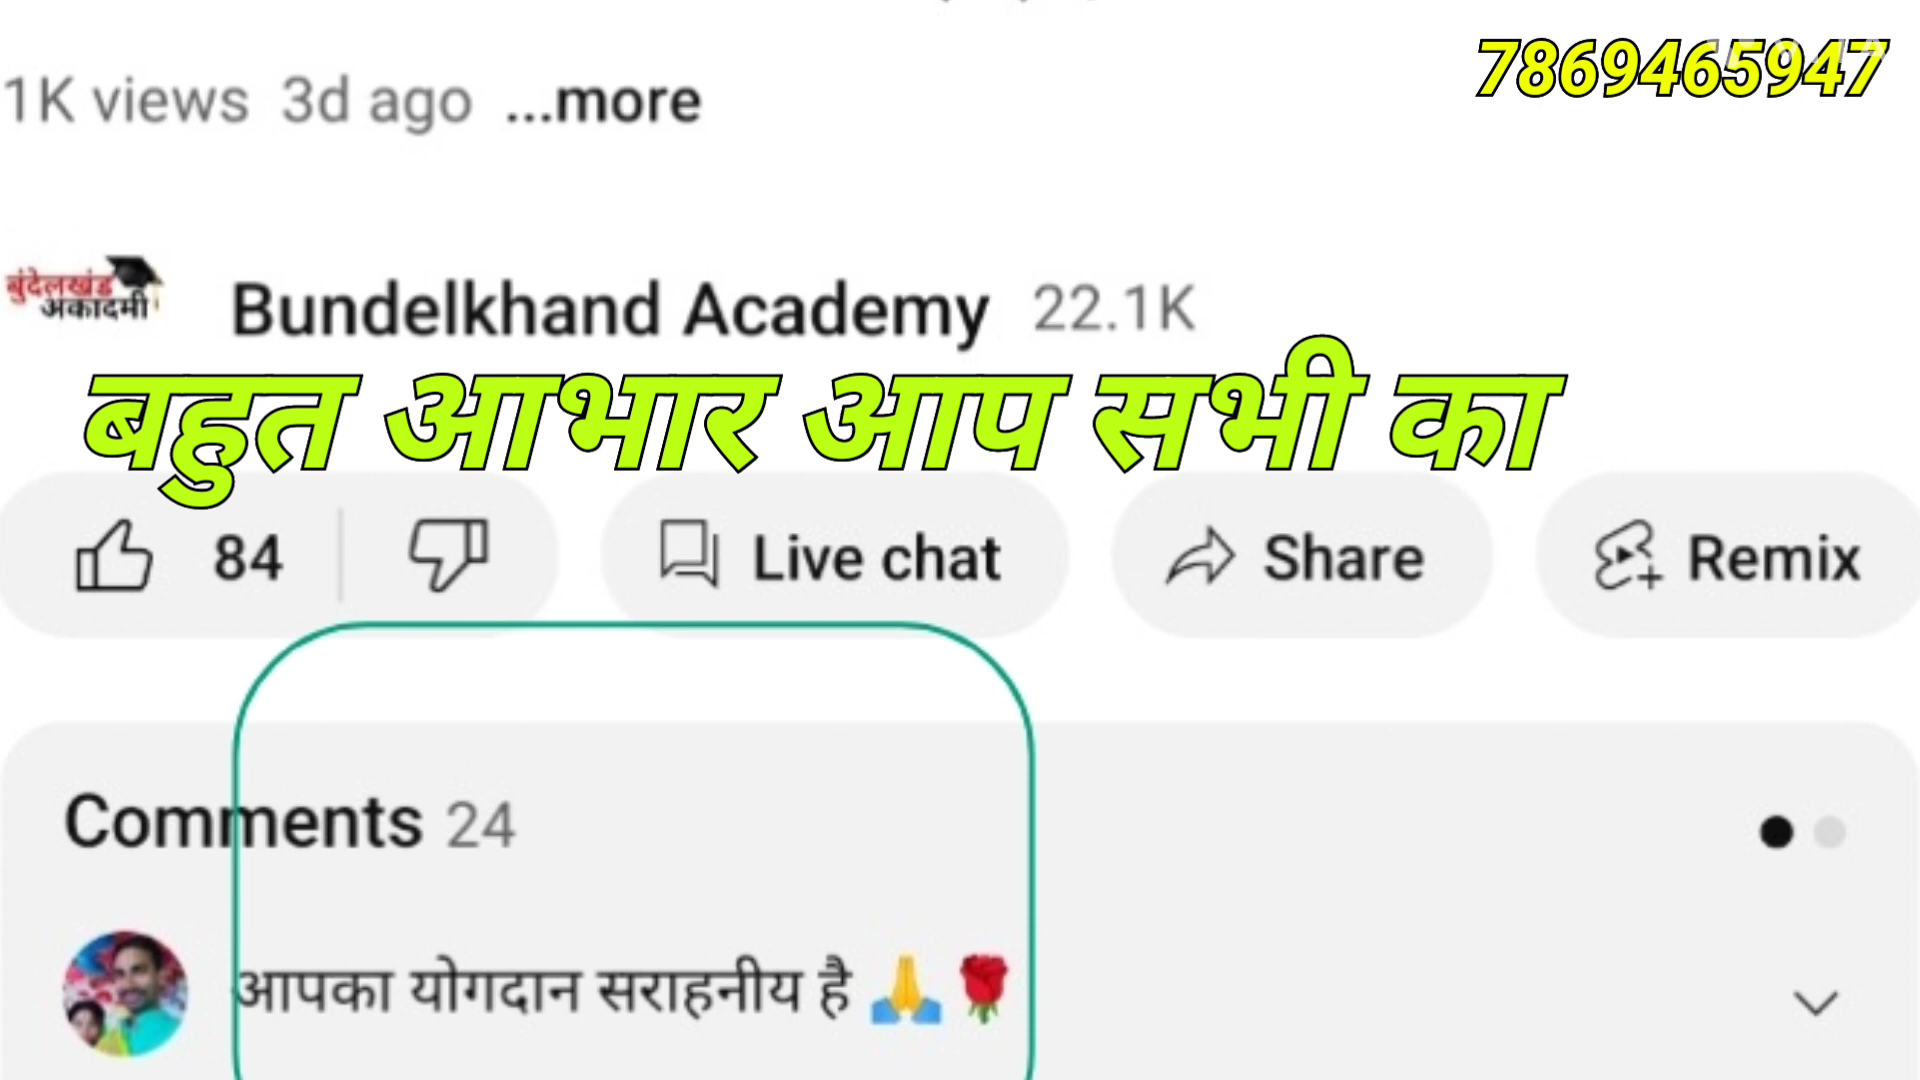 7869465947
1K views 3d ago ...more
बुंदेलखंड
अकादमी
Bundelkhand Academy 22.1K
बहुत आभार आप सभी का
84
Live chat
Share
Remix
Comments 24
आपका योगदान सराहनीय है 🙏🌹